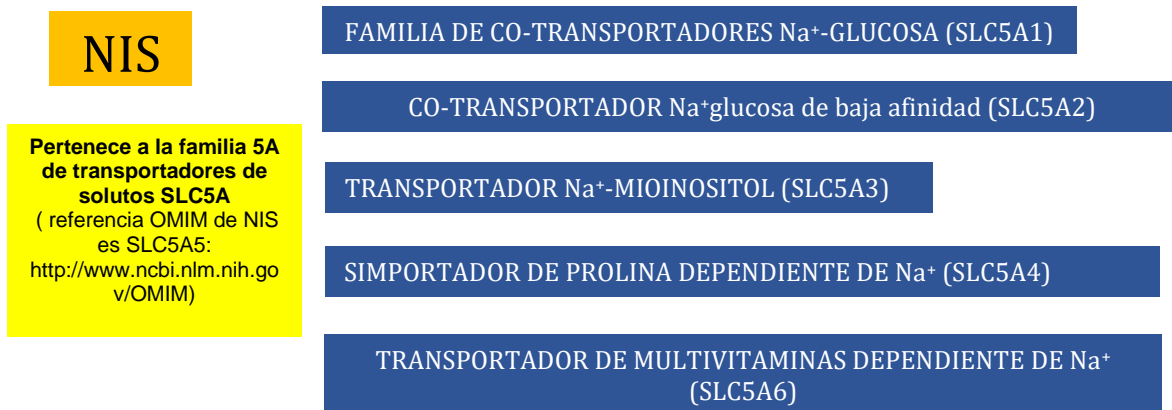 NIS
Pertenece a la familia 5A
de transportadores de
solutos SLC5A
( referencia OMIM de NIS
es SLC5A5:
http://www.ncbi.nlm.nih.go
v/OMIM)
FAMILIA DE CO-TRANSPORTADORES Na⁺-GLUCOSA (SLC5A1)
CO-TRANSPORTADOR Na⁺glucosa de baja afinidad (SLC5A2)
TRANSPORTADOR Na⁺-MIOINOSITOL (SLC5A3)
SIMPORTADOR DE PROLINA DEPENDIENTE DE Na⁺ (SLC5A4)
TRANSPORTADOR DE MULTIVITAMINAS DEPENDIENTE DE Na⁺
(SLC5A6)